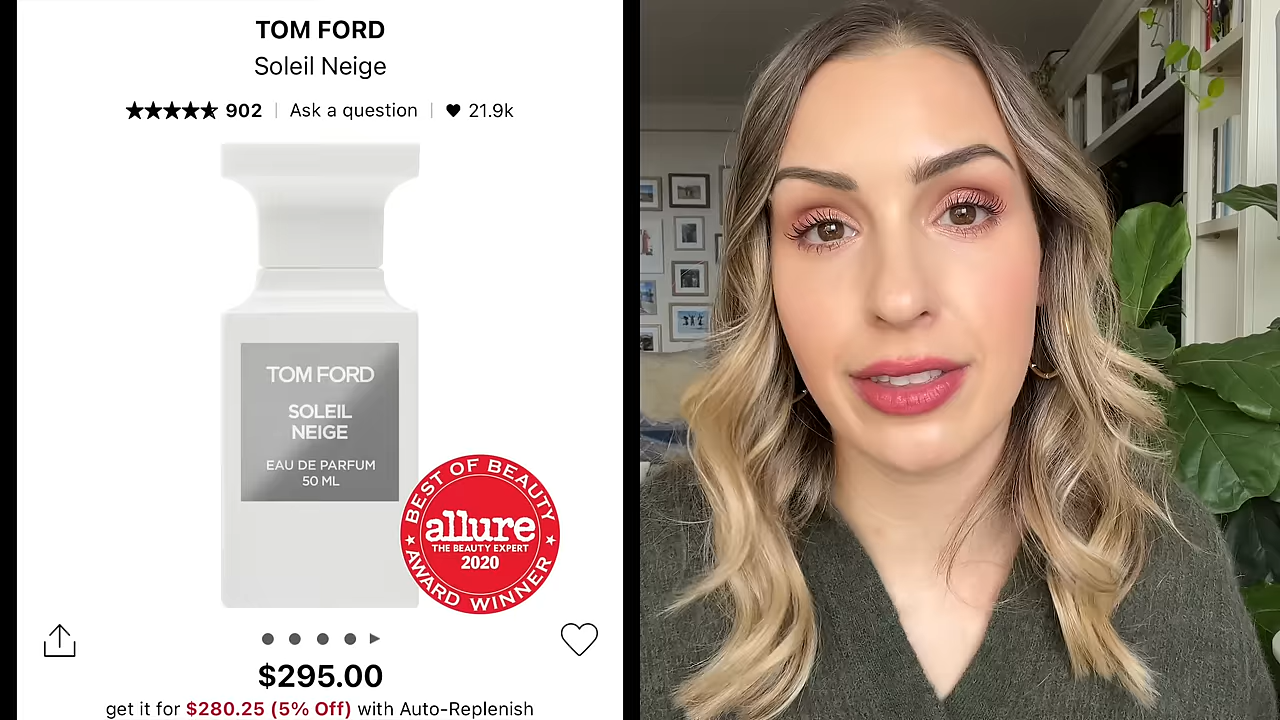 TOM FORD
Soleil Neige
★★★★★ 902 | Ask a question | ♥ 21.9k
TOM FORD
SOLEIL
NEIGE
EAU DE PARFUM
50 ML
BEST OF BEAUTY
allure
THE BEAUTY EXPERT
2020
AWARD WINNER
$295.00
get it for $280.25 (5% Off) with Auto-Replenish